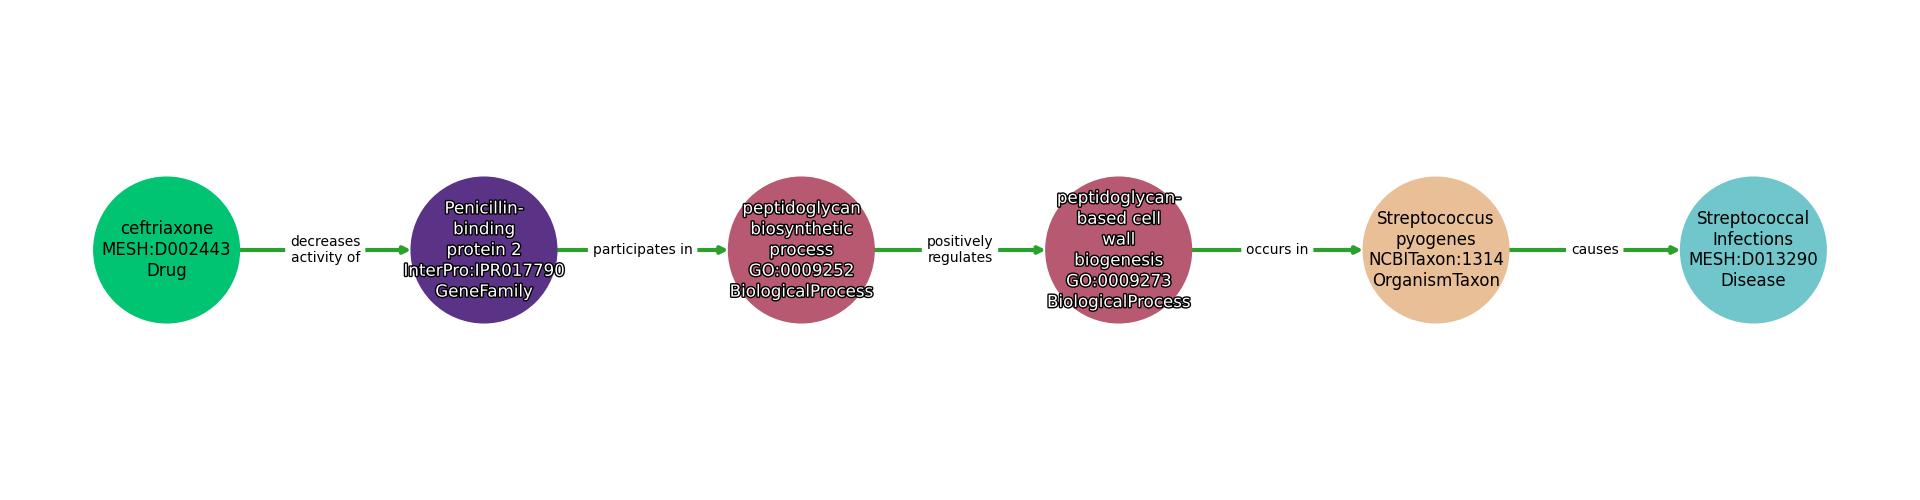 ceftriaxone
MESH:D002443
Drug
decreases
activity of
Penicillin-
binding
protein 2
InterPro:IPR017790
GeneFamily
participates in
peptidoglycan
biosynthetic
process
GO:0009252
BiologicalProcess
positively
regulates
peptidoglycan-
based cell
wall
biogenesis
GO:0009273
BiologicalProcess
occurs in
Streptococcus
pyogenes
NCBITaxon:1314
OrganismTaxon
causes
Streptococcal
Infections
MESH:D013290
Disease